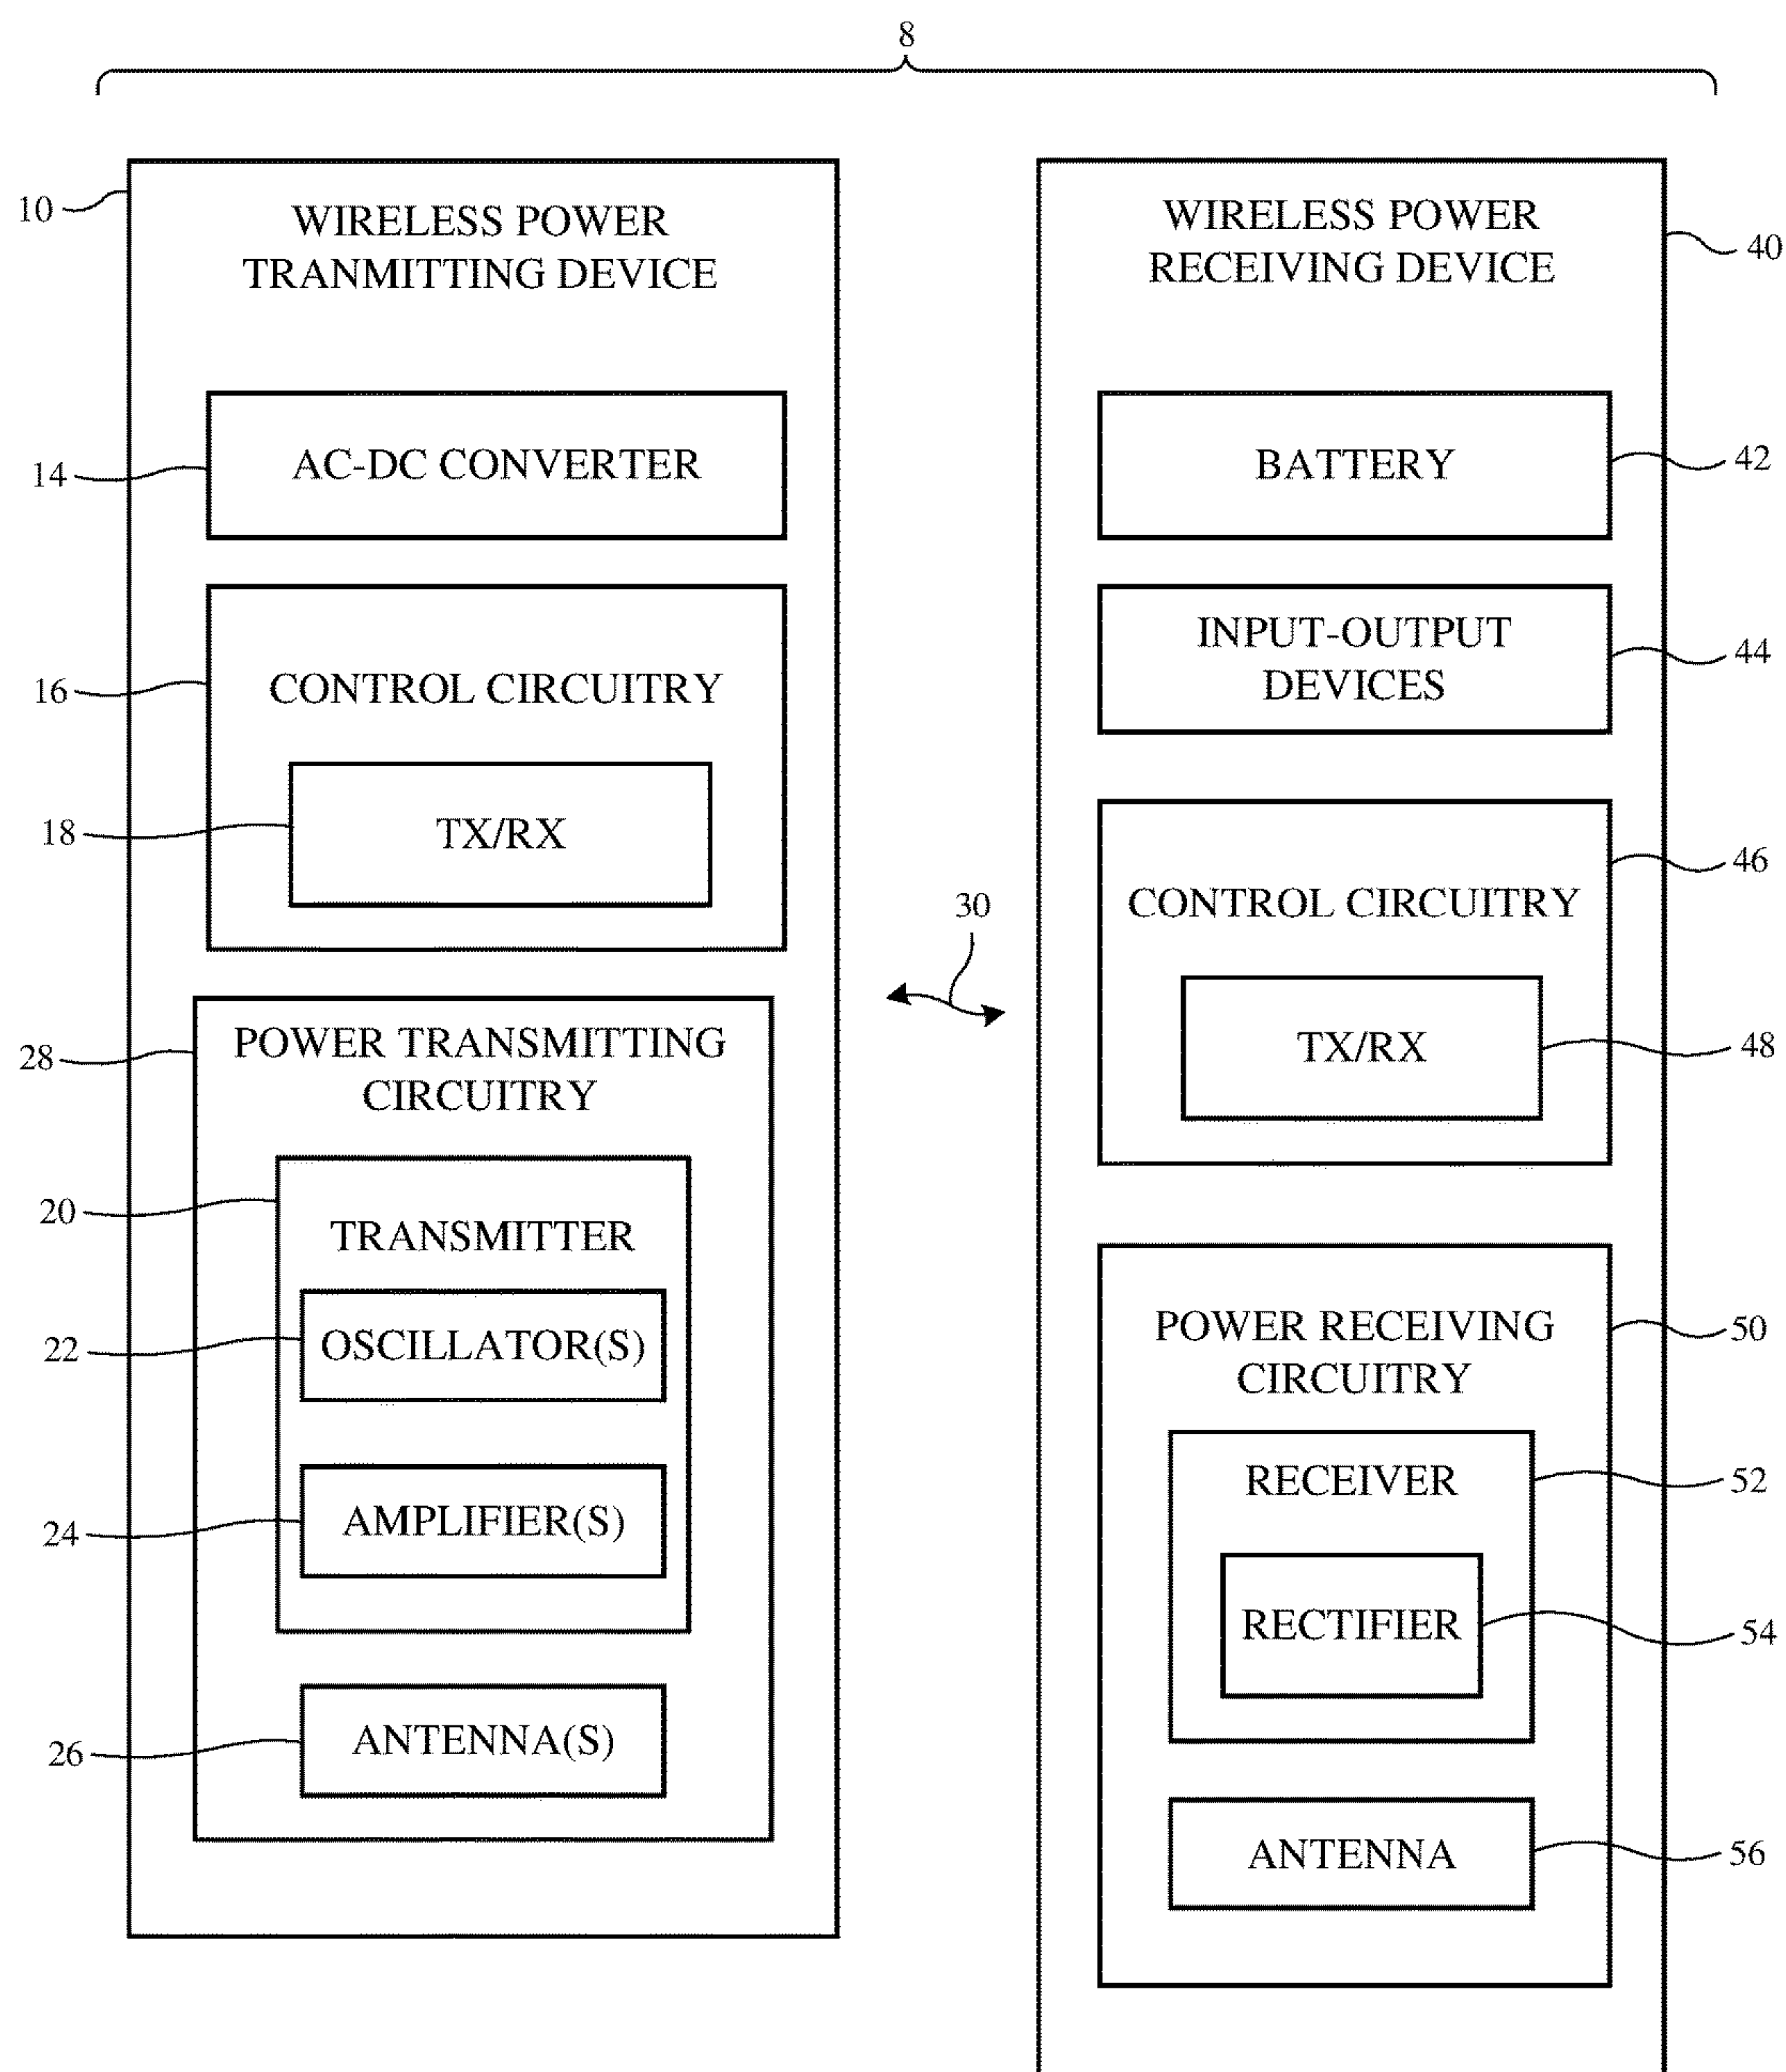 8
10
WIRELESS POWER
TRANMITTING DEVICE
14
AC-DC CONVERTER
16
CONTROL CIRCUITRY
18
TX/RX
28
POWER TRANSMITTING
CIRCUITRY
20
TRANSMITTER
22
OSCILLATOR(S)
24
AMPLIFIER(S)
26
ANTENNA(S)
30
WIRELESS POWER
RECEIVING DEVICE
40
BATTERY
42
INPUT-OUTPUT
DEVICES
44
CONTROL CIRCUITRY
46
TX/RX
48
POWER RECEIVING
CIRCUITRY
50
RECEIVER
52
RECTIFIER
54
ANTENNA
56